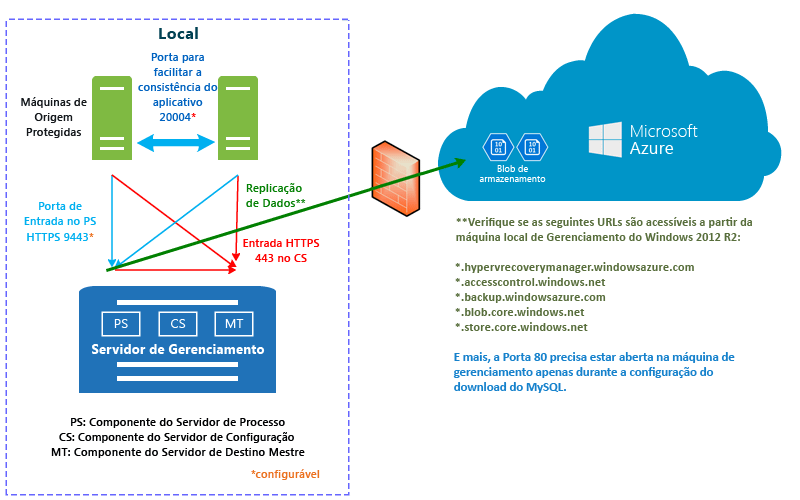 Local
Porta para
facilitar a
consistência do
aplicativo
20004*
Máquinas de
Origem
Protegidas
Porta de
Entrada no PS
HTTPS 9443*
Replicação
de Dados**
Entrada HTTPS
443 no CS
PS
CS
MT
Servidor de Gerenciamento
PS: Componente do Servidor de Processo
CS: Componente do Servidor de Configuração
MT: Componente do Servidor de Destino Mestre
*configurável
10
01
10
01
Blob de
armazenamento
Microsoft
Azure
**Verifique se as seguintes URLs são acessíveis a partir da
máquina local de Gerenciamento do Windows 2012 R2:
*.hypervrecoverymanager.windowsazure.com
*.accesscontrol.windows.net
*.backup.windowsazure.com
*.blob.core.windows.net
*.store.core.windows.net
E mais, a Porta 80 precisa estar aberta na máquina de
gerenciamento apenas durante a configuração do
download do MySQL.